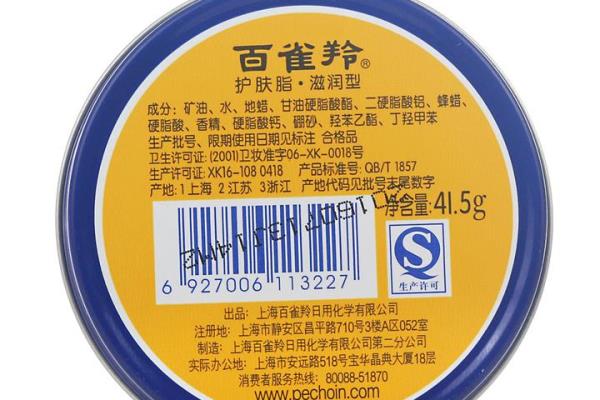 百雀羚®
护肤脂·滋润型
成分：矿油、水、地蜡、甘油硬脂酸酯、二硬脂酸铝、蜂蜡、
硬脂酸、香精、硬脂酸钙、硼砂、羟苯乙酯、丁羟甲苯
生产批号、限期使用日期见标注 合格品
卫生许可证:(2001)卫妆准字06-XK-0018号
生产许可证:XK16-108 0418 产品标准号:QB/T 1857
产地:1上海 2江苏 3浙江 产地代码见批号末尾数字
净含量:41.5g
6 927006 113227
S
生产许可
出品：上海百雀羚日用化学有限公司
注册地：上海市静安区昌平路710号3楼A区052室
制造：上海百雀羚日用化学有限公司第二分公司
实际办公地：上海市安远路518号宝华晶典大厦18层
消费者服务热线：80088-51870
www.pechoin.com